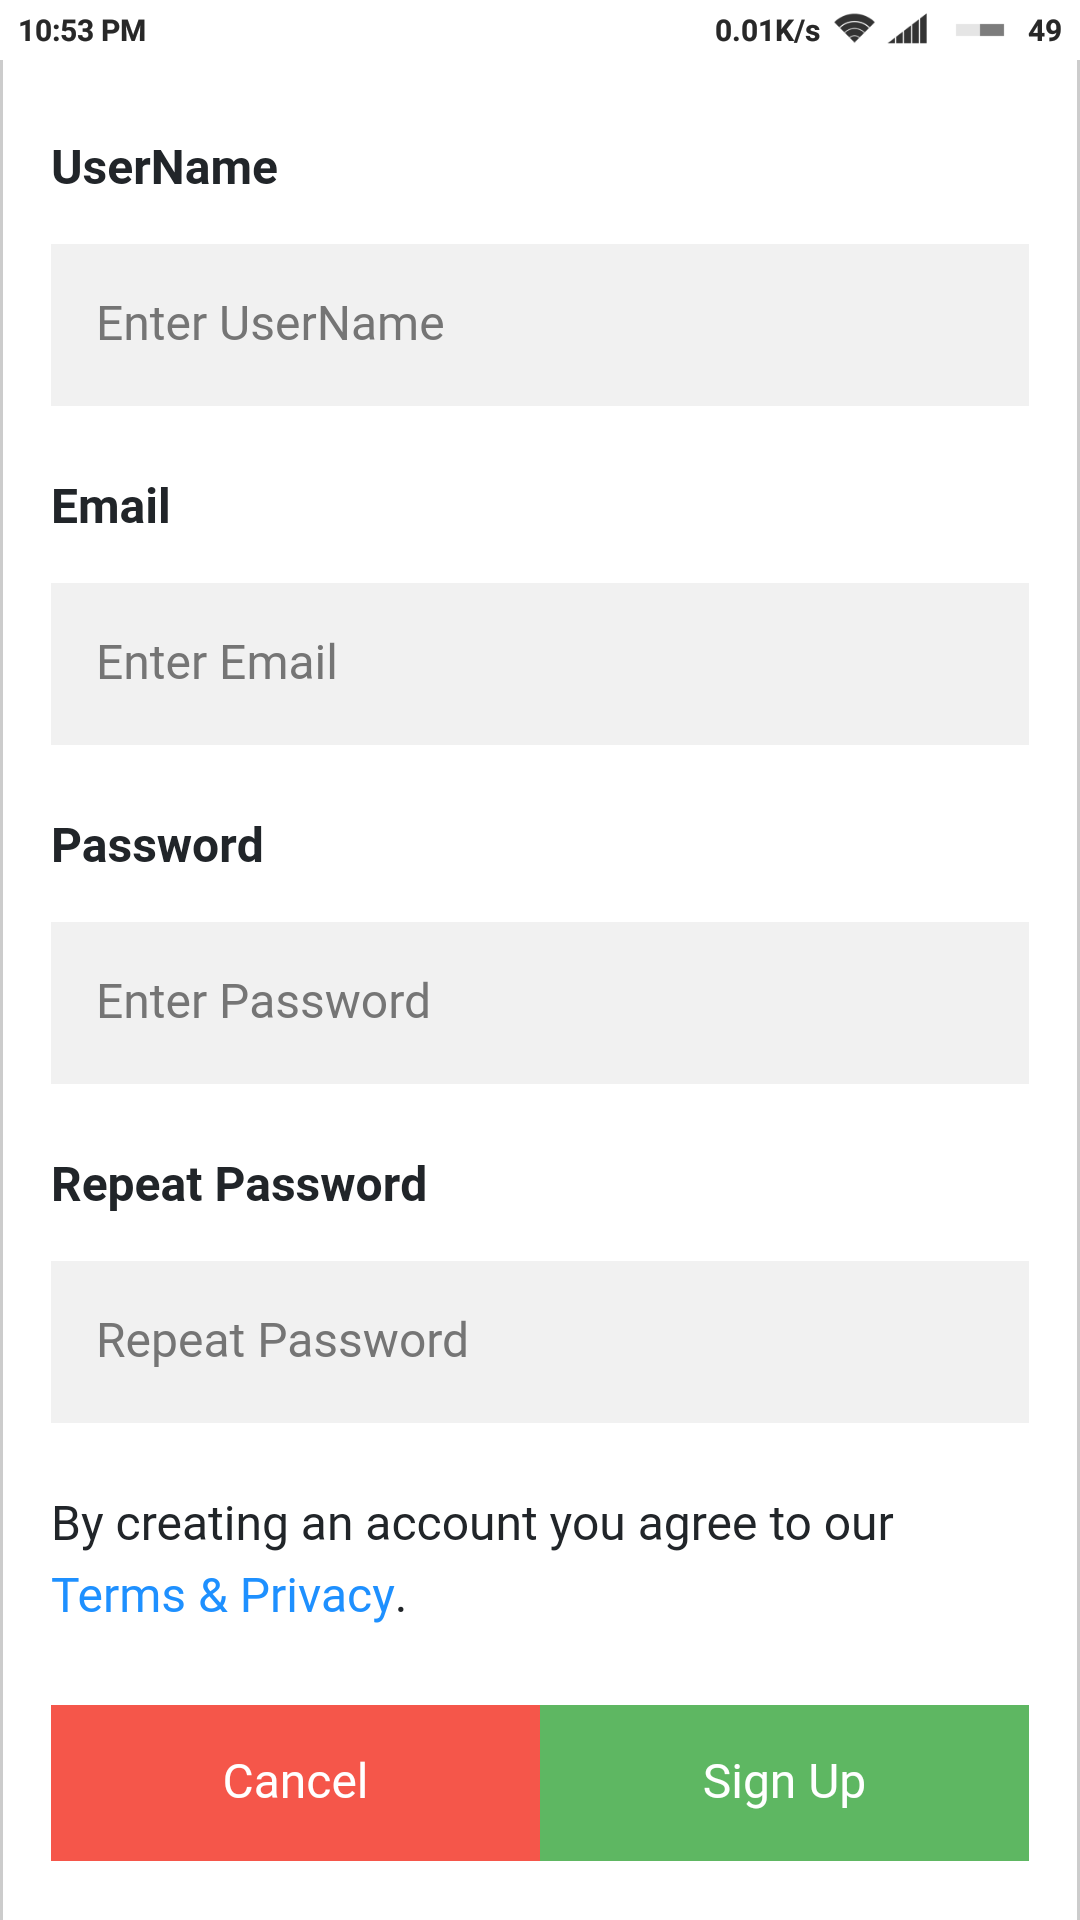 10:53 PM 0.01K/s 49
UserName
Enter UserName
Email
Enter Email
Password
Enter Password
Repeat Password
Repeat Password
By creating an account you agree to our
Terms & Privacy.
Cancel Sign Up